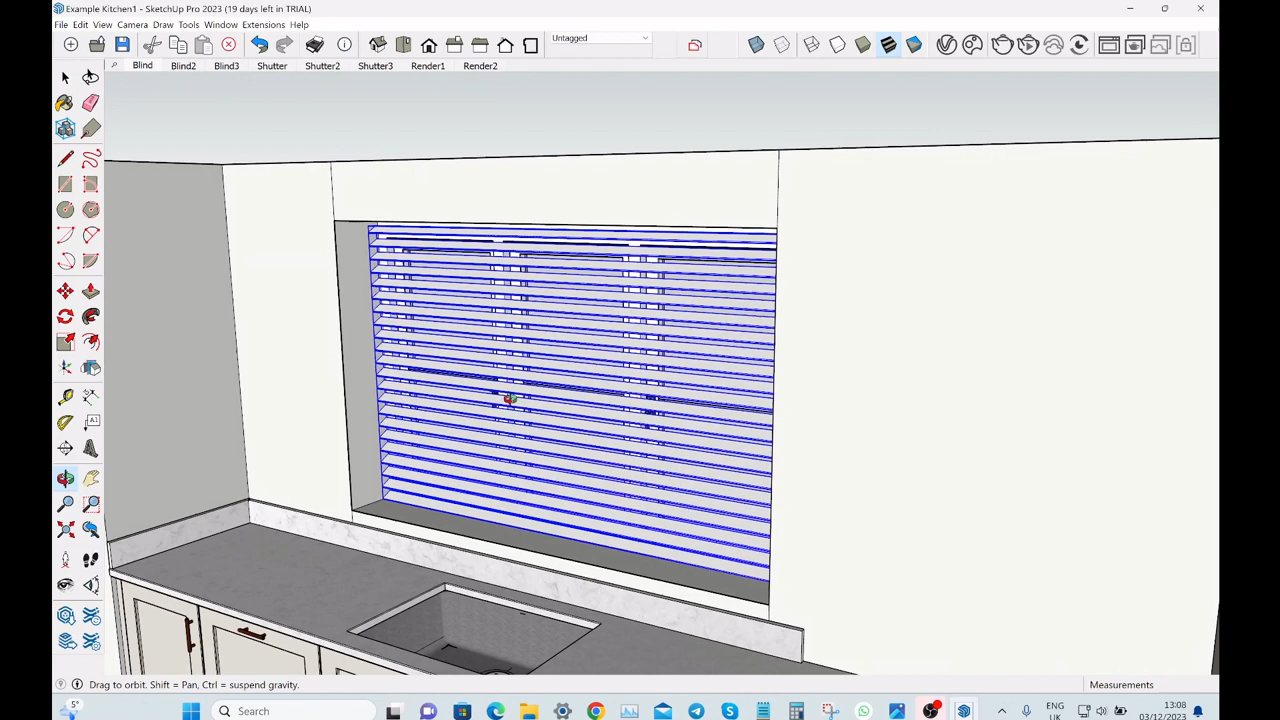 Example Kitchen1 - SketchUp Pro 2023 (19 days left in TRIAL)
File Edit View Camera Draw Tools Window Extensions Help
Untagged
Blind Blind2 Blind3 Shutter Shutter2 Shutter3 Render1 Render2
A1
Drag to orbit. Shift = Pan, Ctrl = suspend gravity.
Measurements
5°
Search
ENG
UK
13:08
03/12/2023